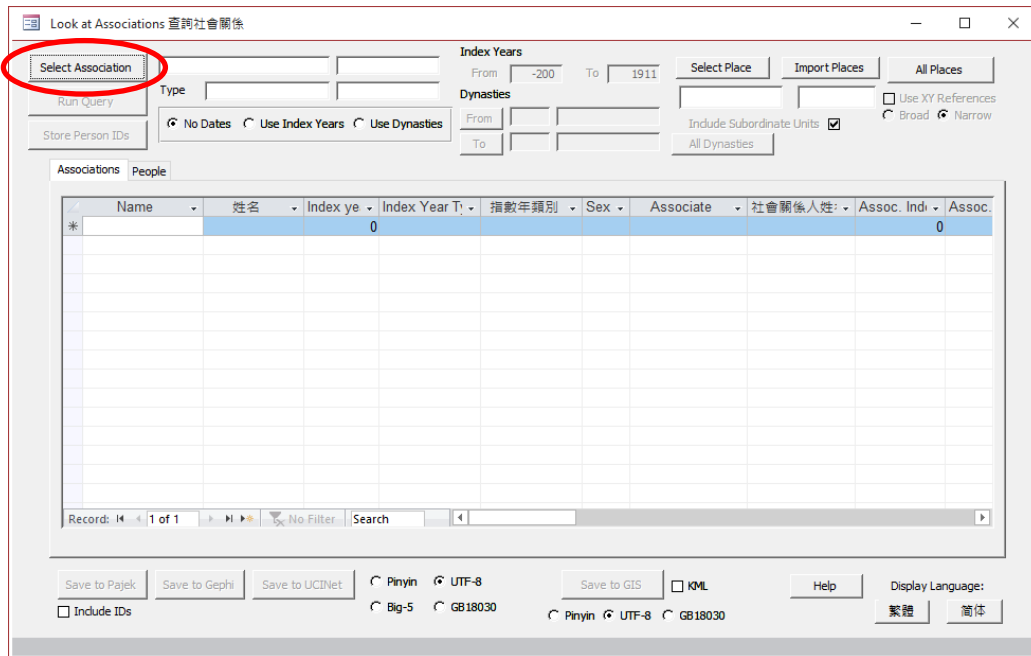 Look at Associations 查詢社會關係
Select Association
Run Query
Store Person IDs
Type
No Dates Use Index Years Use Dynasties
Index Years
From -200 To 1911
Dynasties
From
To
Select Place Import Places All Places
Use XY References
Broad Narrow
Include Subordinate Units
All Dynasties
Associations People
Name 姓名 Index ye Index Year T 指數年類別 Sex Associate 社會關係人姓 Assoc. Ind Assoc.
0 0
Record: 1 of 1 No Filter Search
Save to Pajek Save to Gephi Save to UCINet
Include IDs
Pinyin UTF-8
Big-5 GB18030
Save to GIS KML
Pinyin UTF-8 GB18030
Help
Display Language:
繁體 简体